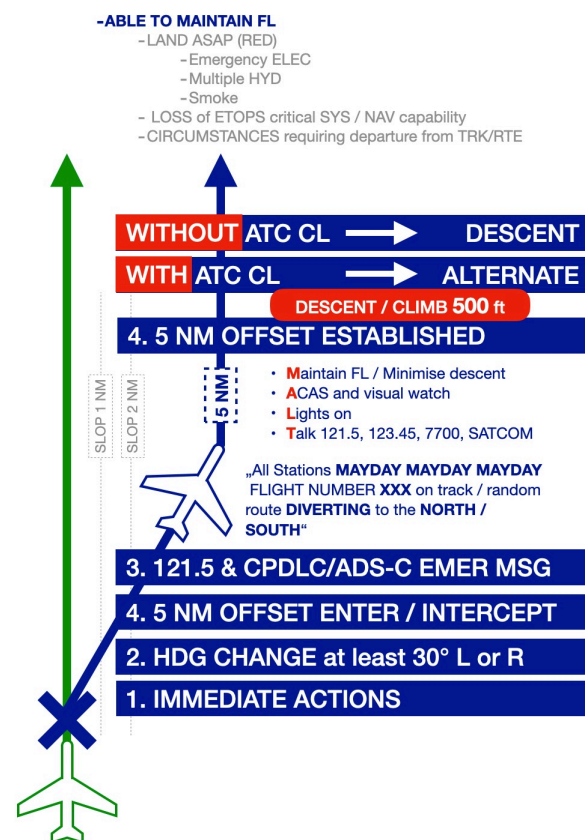 -ABLE TO MAINTAIN FL
-LAND ASAP (RED)
-Emergency ELEC
-Multiple HYD
-Smoke
- LOSS of ETOPS critical SYS / NAV capability
-CIRCUMSTANCES requiring departure from TRK/RTE
WITHOUT ATC CL DESCENT
WITH ATC CL ALTERNATE
DESCENT / CLIMB 500 ft
4. 5 NM OFFSET ESTABLISHED
SLOP 1 NM
SLOP 2 NM
5 NM
• Maintain FL / Minimise descent
• ACAS and visual watch
• Lights on
• Talk 121.5, 123.45, 7700, SATCOM
„All Stations MAYDAY MAYDAY MAYDAY
FLIGHT NUMBER XXX on track / random
route DIVERTING to the NORTH /
SOUTH“
3. 121.5 & CPDLC/ADS-C EMER MSG
4. 5 NM OFFSET ENTER / INTERCEPT
2. HDG CHANGE at least 30° L or R
1. IMMEDIATE ACTIONS